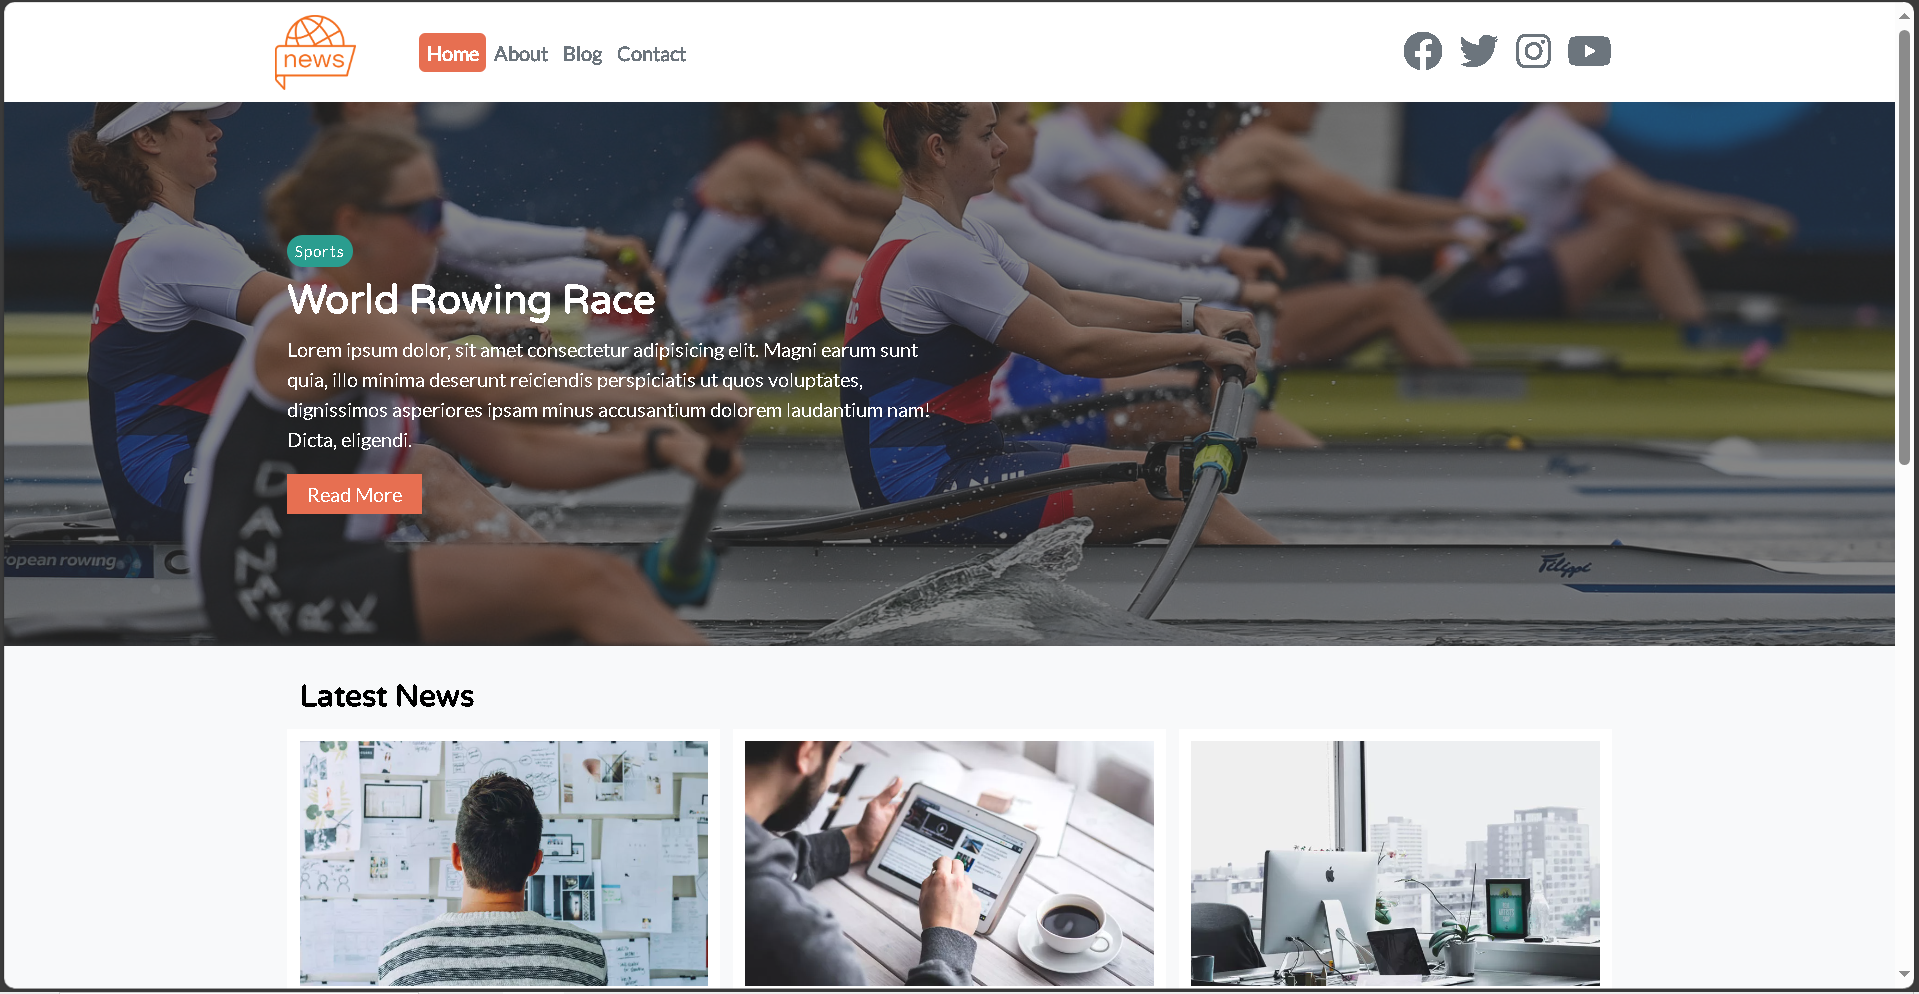 news
Home
About
Blog
Contact
Sports
World Rowing Race
Lorem ipsum dolor, sit amet consectetur adipisicing elit. Magni earum sunt
quia, illo minima deserunt reiciendis perspiciatis ut quos voluptates,
dignissimos asperiores ipsam minus accusantium dolorem laudantium nam!
Dicta, eligendi.
Read More
DANMARK
opean rowing
Filippi
Latest News